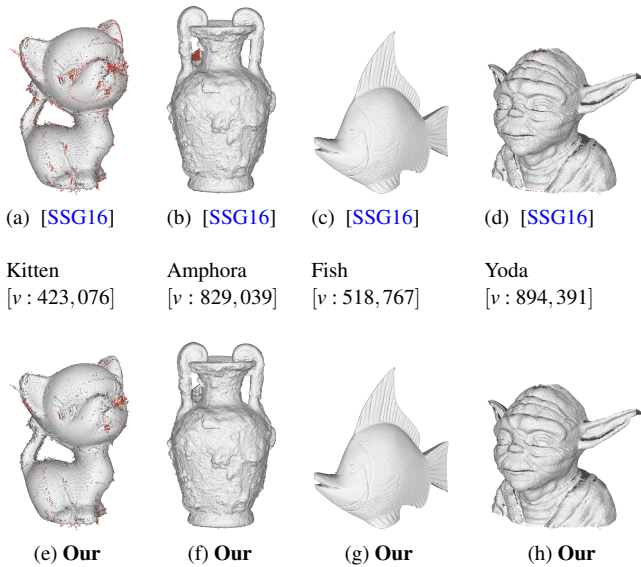 (a) [SSG16] (b) [SSG16] (c) [SSG16] (d) [SSG16]
Kitten Amphora Fish Yoda
[v : 423,076] [v : 829,039] [v : 518,767] [v : 894,391]
(e) Our (f) Our (g) Our (h) Our